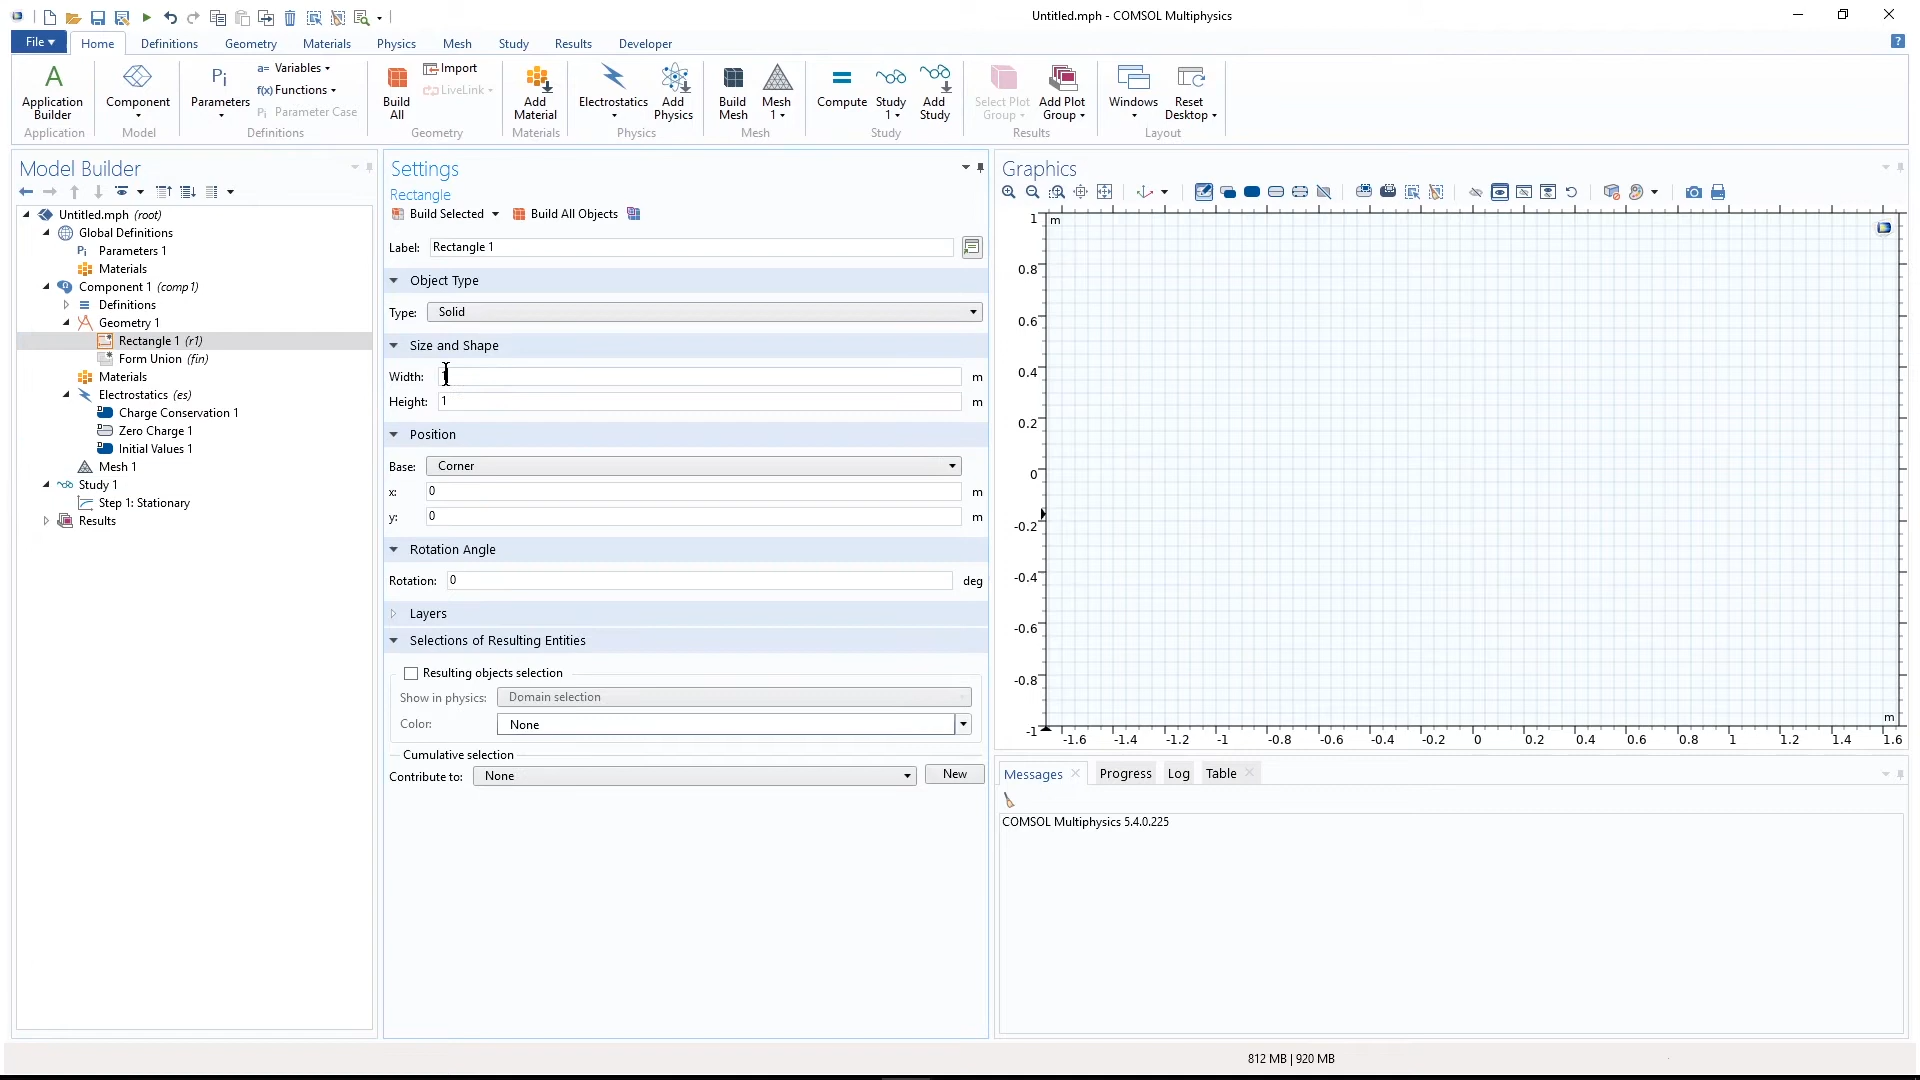 Untitled.mph - COMSOL Multiphysics
File Home Definitions Geometry Materials Physics Mesh Study Results Developer
Application Builder
Component
Pi Parameters
a= Variables
f(x) Functions
Pi Parameter Case
Build All
Import
LiveLink
Add Material
Electrostatics
Add Physics
Build Mesh
Mesh 1
Compute
Study 1
Add Study
Select Plot Group
Add Plot Group
Windows
Reset Desktop
Application Model Definitions Geometry Materials Physics Mesh Study Results Layout
Model Builder
Untitled.mph (root)
Global Definitions
Pi Parameters 1
Materials
Component 1 (comp1)
Definitions
Geometry 1
Rectangle 1 (r1)
Form Union (fin)
Materials
Electrostatics (es)
Charge Conservation 1
Zero Charge 1
Initial Values 1
Mesh 1
Study 1
Step 1: Stationary
Results
Settings
Rectangle
Build Selected Build All Objects
Label: Rectangle 1
Object Type
Type: Solid
Size and Shape
Width: m
Height: 1 m
Position
Base: Corner
x: 0 m
y: 0 m
Rotation Angle
Rotation: 0 deg
Layers
Selections of Resulting Entities
Resulting objects selection
Show in physics: Domain selection
Color: None
Cumulative selection
Contribute to: None New
Graphics
m
1
0.8
0.6
0.4
0.2
0
-0.2
-0.4
-0.6
-0.8
-1
m
-1.6 -1.4 -1.2 -1 -0.8 -0.6 -0.4 -0.2 0 0.2 0.4 0.6 0.8 1 1.2 1.4 1.6
Messages Progress Log Table
COMSOL Multiphysics 5.4.0.225
812 MB | 920 MB